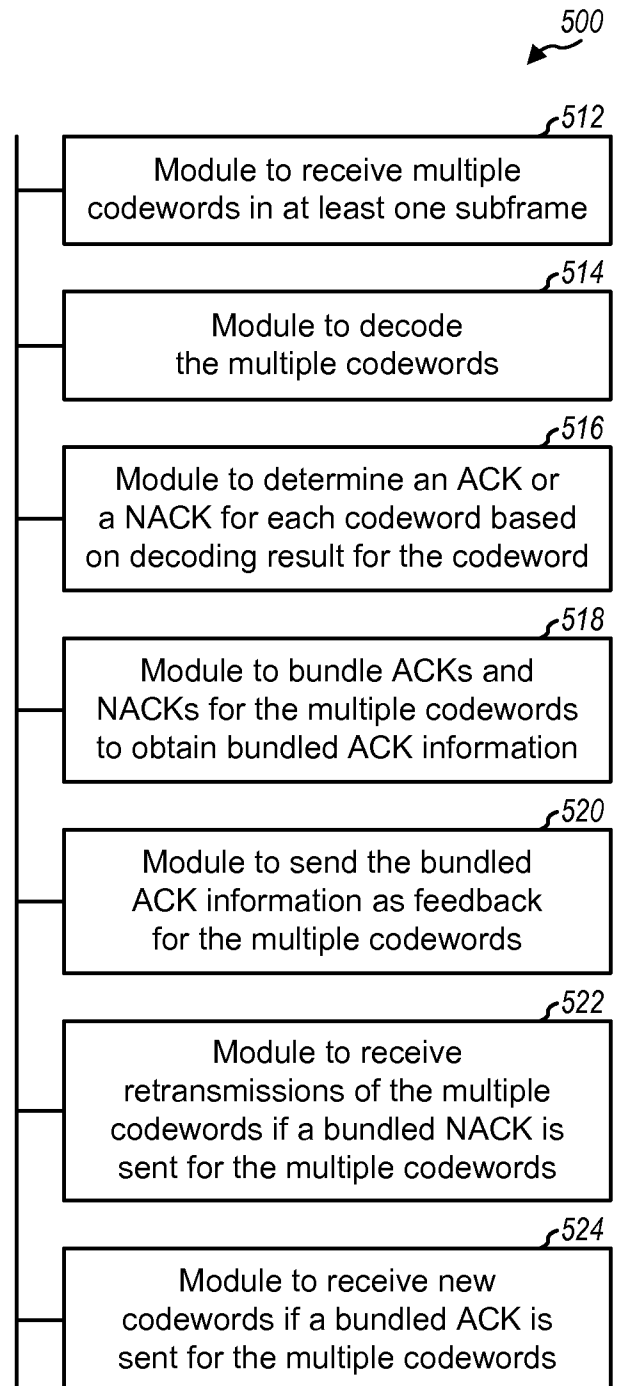 500
512
Module to receive multiple
codewords in at least one subframe
514
Module to decode
the multiple codewords
516
Module to determine an ACK or
a NACK for each codeword based
on decoding result for the codeword
518
Module to bundle ACKs and
NACKs for the multiple codewords
to obtain bundled ACK information
520
Module to send the bundled
ACK information as feedback
for the multiple codewords
522
Module to receive
retransmissions of the multiple
codewords if a bundled NACK is
sent for the multiple codewords
524
Module to receive new
codewords if a bundled ACK is
sent for the multiple codewords